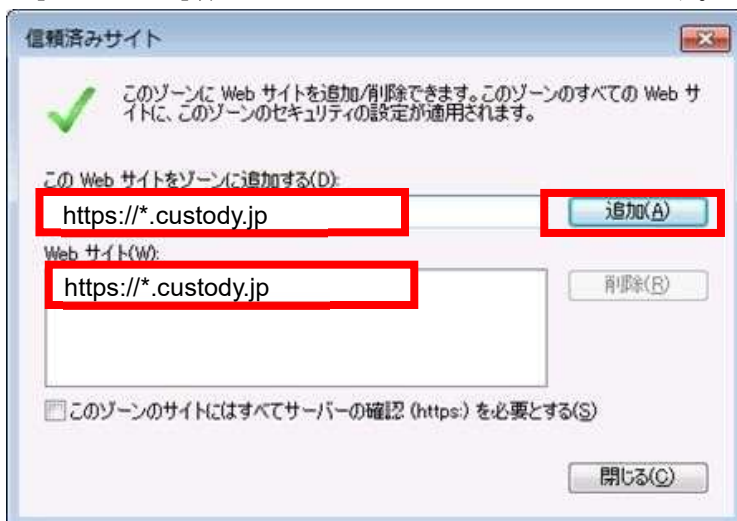 信頼済みサイト
このゾーンに Web サイトを追加/削除できます。このゾーンのすべての Web サ
イトに、このゾーンのセキュリティの設定が適用されます。
この Web サイトをゾーンに追加する(D):
https://*.custody.jp
追加(A)
Web サイト(W):
https://*.custody.jp
削除(R)
このゾーンのサイトにはすべてサーバーの確認 (https:) を必要とする(S)
閉じる(C)